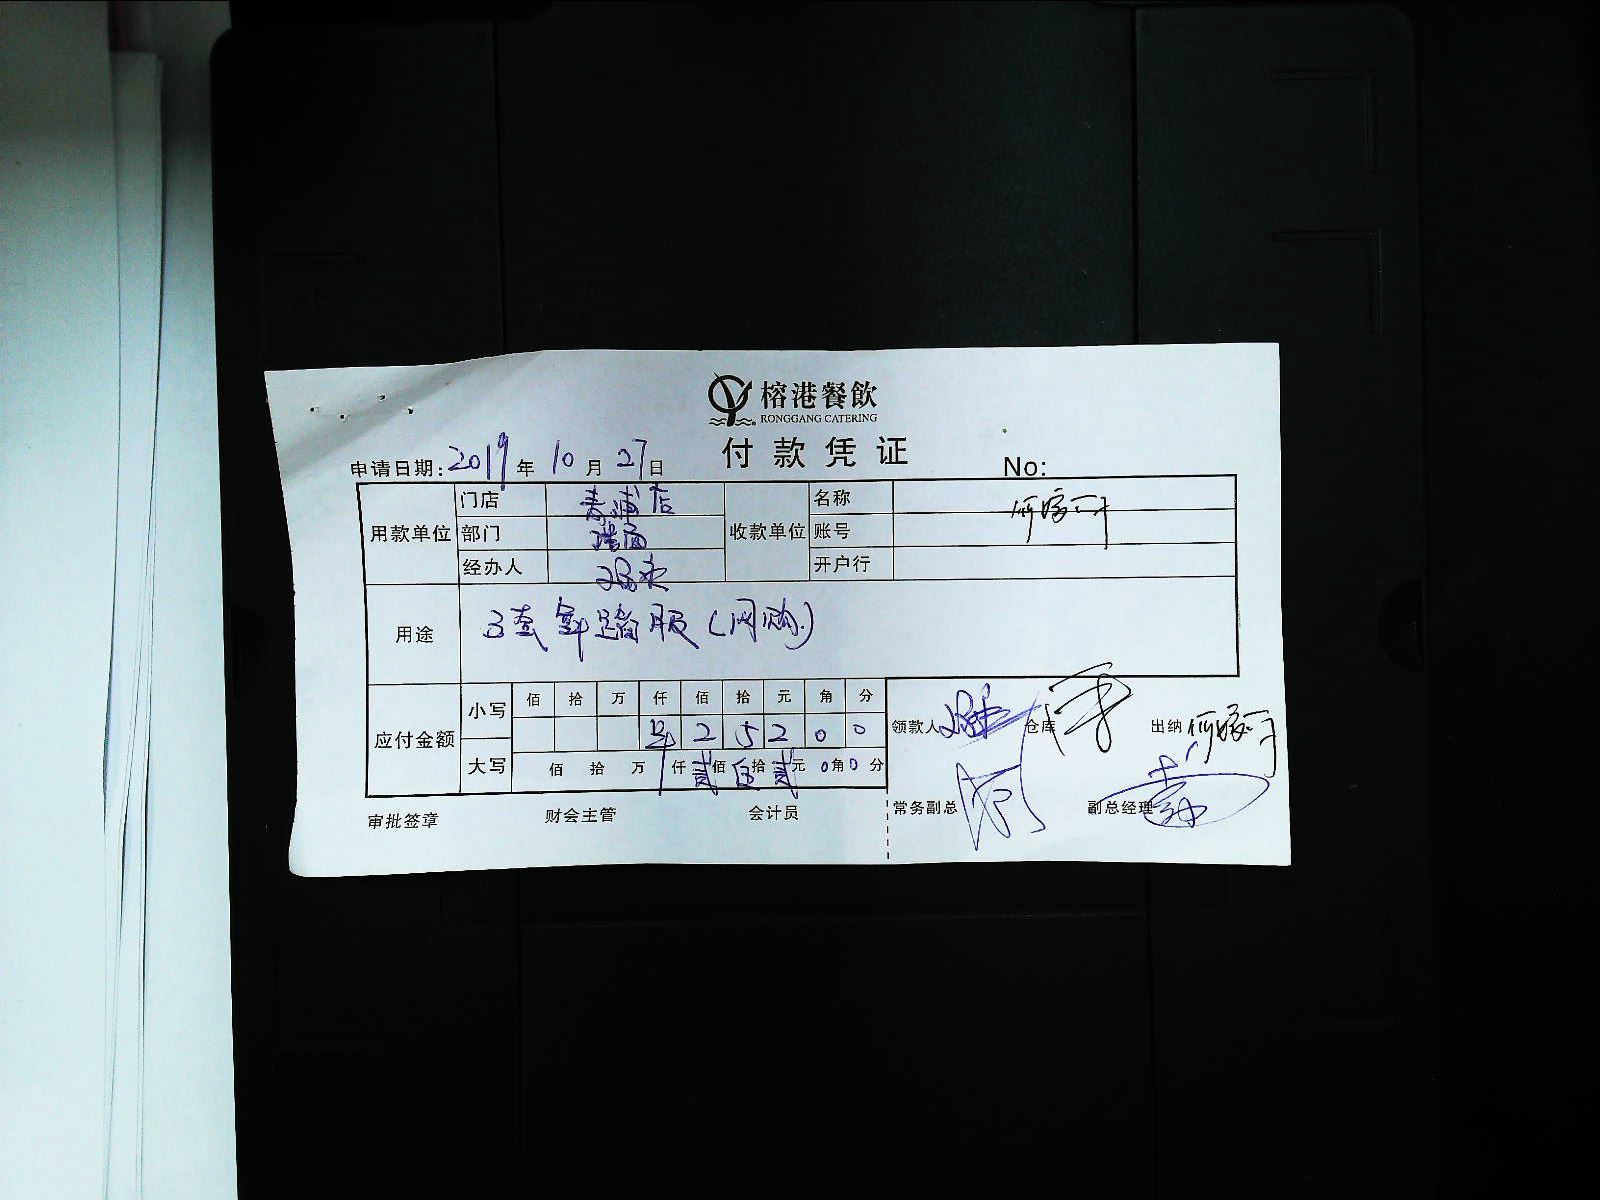 榕港餐飲
RONGGANG CATERING
付款凭证
申请日期:2019年10月27日 No:
用款单位 门店 青浦店 收款单位 名称
部门 账号
经办人 开户行
用途 3套 服(网购)
应付金额 小写 佰 拾 万 仟 佰 拾 元 角 分
2 5 2 0 0
大写 佰 拾 万 仟 贰佰 拾 贰元 0角0分
领款人 仓库 出纳
常务副总 副总经理
审批签章 财会主管 会计员